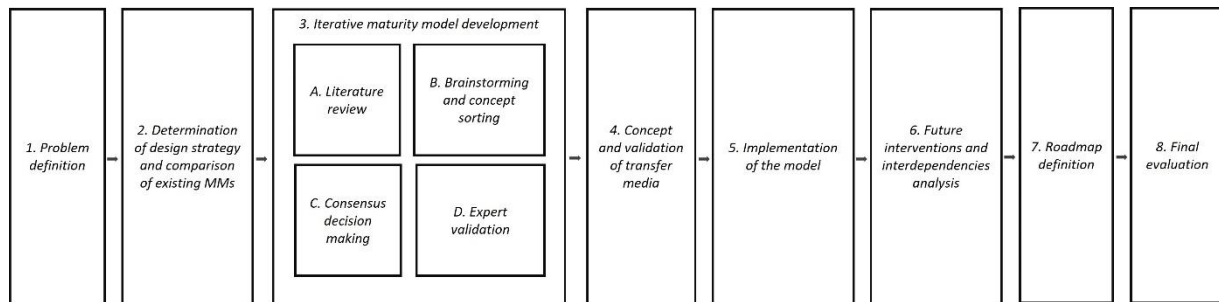 1. Problem
definition
2. Determination
of design strategy
and comparison
of existing MMs
3. Iterative maturity model development
A. Literature
review
B. Brainstorming
and concept
sorting
C. Consensus
decision
making
D. Expert
validation
4. Concept
and validation
of transfer
media
5. Implementation
of the model
6. Future
interventions and
interdependencies
analysis
7. Roadmap
definition
8. Final
evaluation